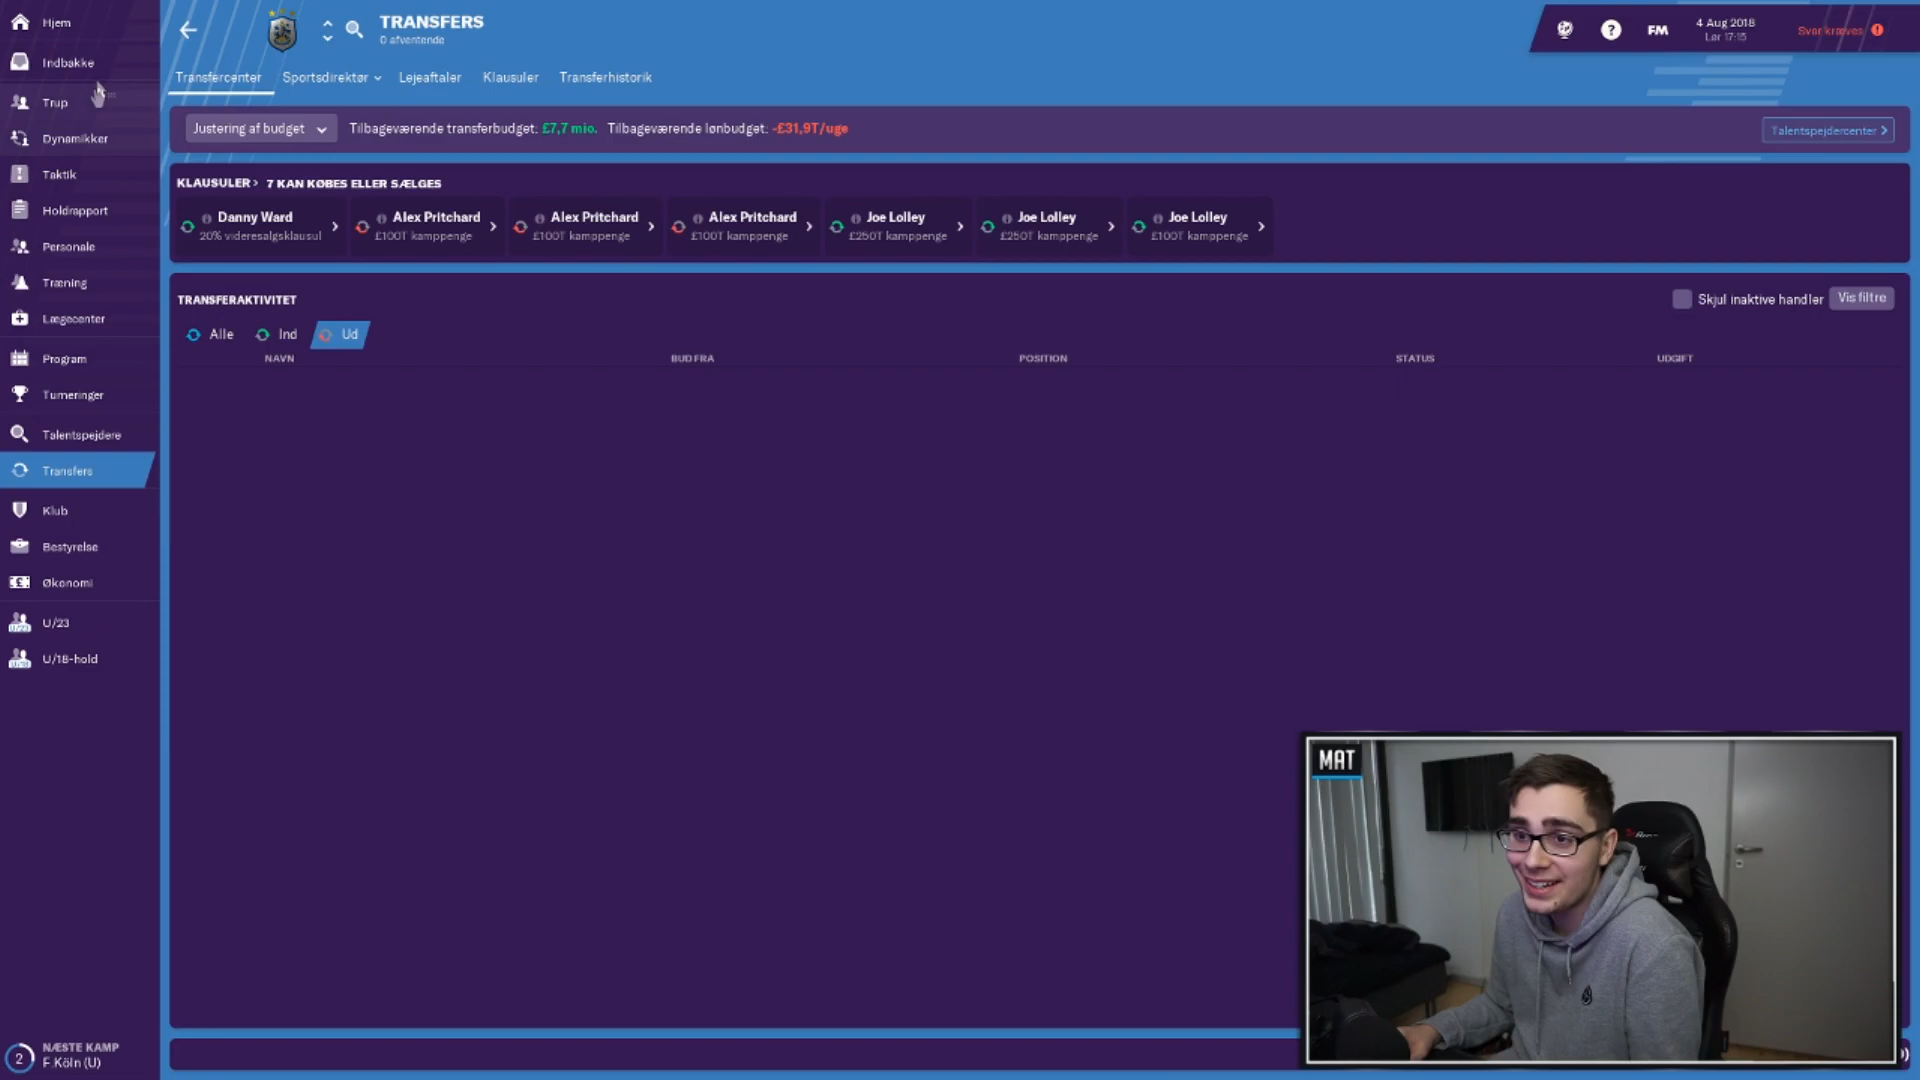 Hjem
Indbakke
Trup
Dynamikker
Taktik
Holdrapport
Personale
Træning
Lægecenter
Program
Turneringer
Talentspejdere
Transfers
Klub
Bestyrelse
Økonomi
U/23
U/18-hold
2
NÆSTE KAMP
F.Köln (U)
TRANSFERS
0 afventende
?
FM
4 Aug 2018
Lør 17:15
Svar kræves
Transfercenter
Sportsdirektør
Lejeaftaler
Klausuler
Transferhistorik
Justering af budget
Tilbageværende transferbudget: £7,7 mio.
Tilbageværende lønbudget: -£31,9T/uge
Talentspejdercenter
KLAUSULER > 7 KAN KØBES ELLER SÆLGES
Danny Ward
20% videresalgsklausul
Alex Pritchard
£100T kamppenge
Alex Pritchard
£100T kamppenge
Alex Pritchard
£100T kamppenge
Joe Lolley
£250T kamppenge
Joe Lolley
£250T kamppenge
Joe Lolley
£100T kamppenge
TRANSFERAKTIVITET
Skjul inaktive handler
Vis filtre
Alle
Ind
Ud
NAVN
BUD FRA
POSITION
STATUS
UDGIFT
MAT